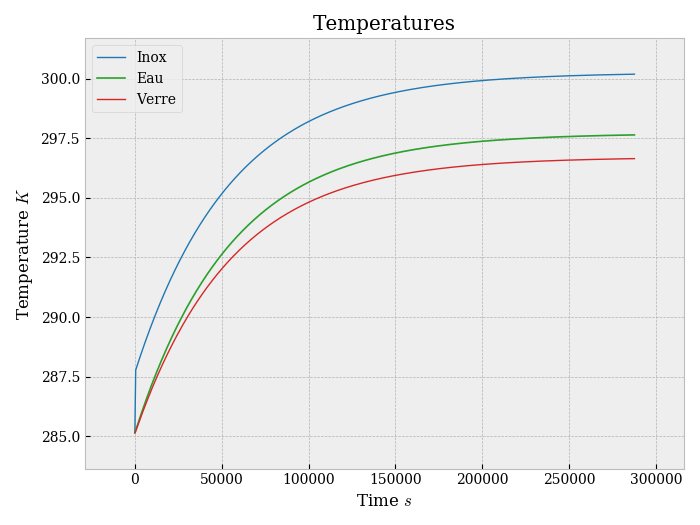 Temperatures
Inox
Eau
Verre
300.0
297.5
295.0
292.5
290.0
287.5
285.0
Temperature K
0 50000 100000 150000 200000 250000 300000
Time s